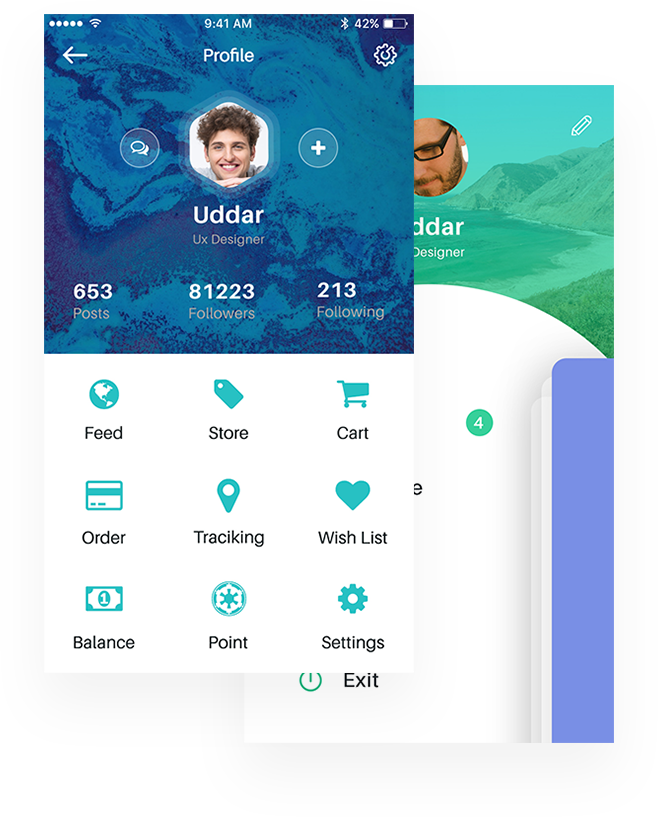 9:41 AM
42%
Profile
Uddar
Ux Designer
653
81223
213
Posts
Followers
Following
Feed
Store
Cart
Order
Traciking
Wish List
Balance
Point
Settings
ddar
Designer
4
e
Exit